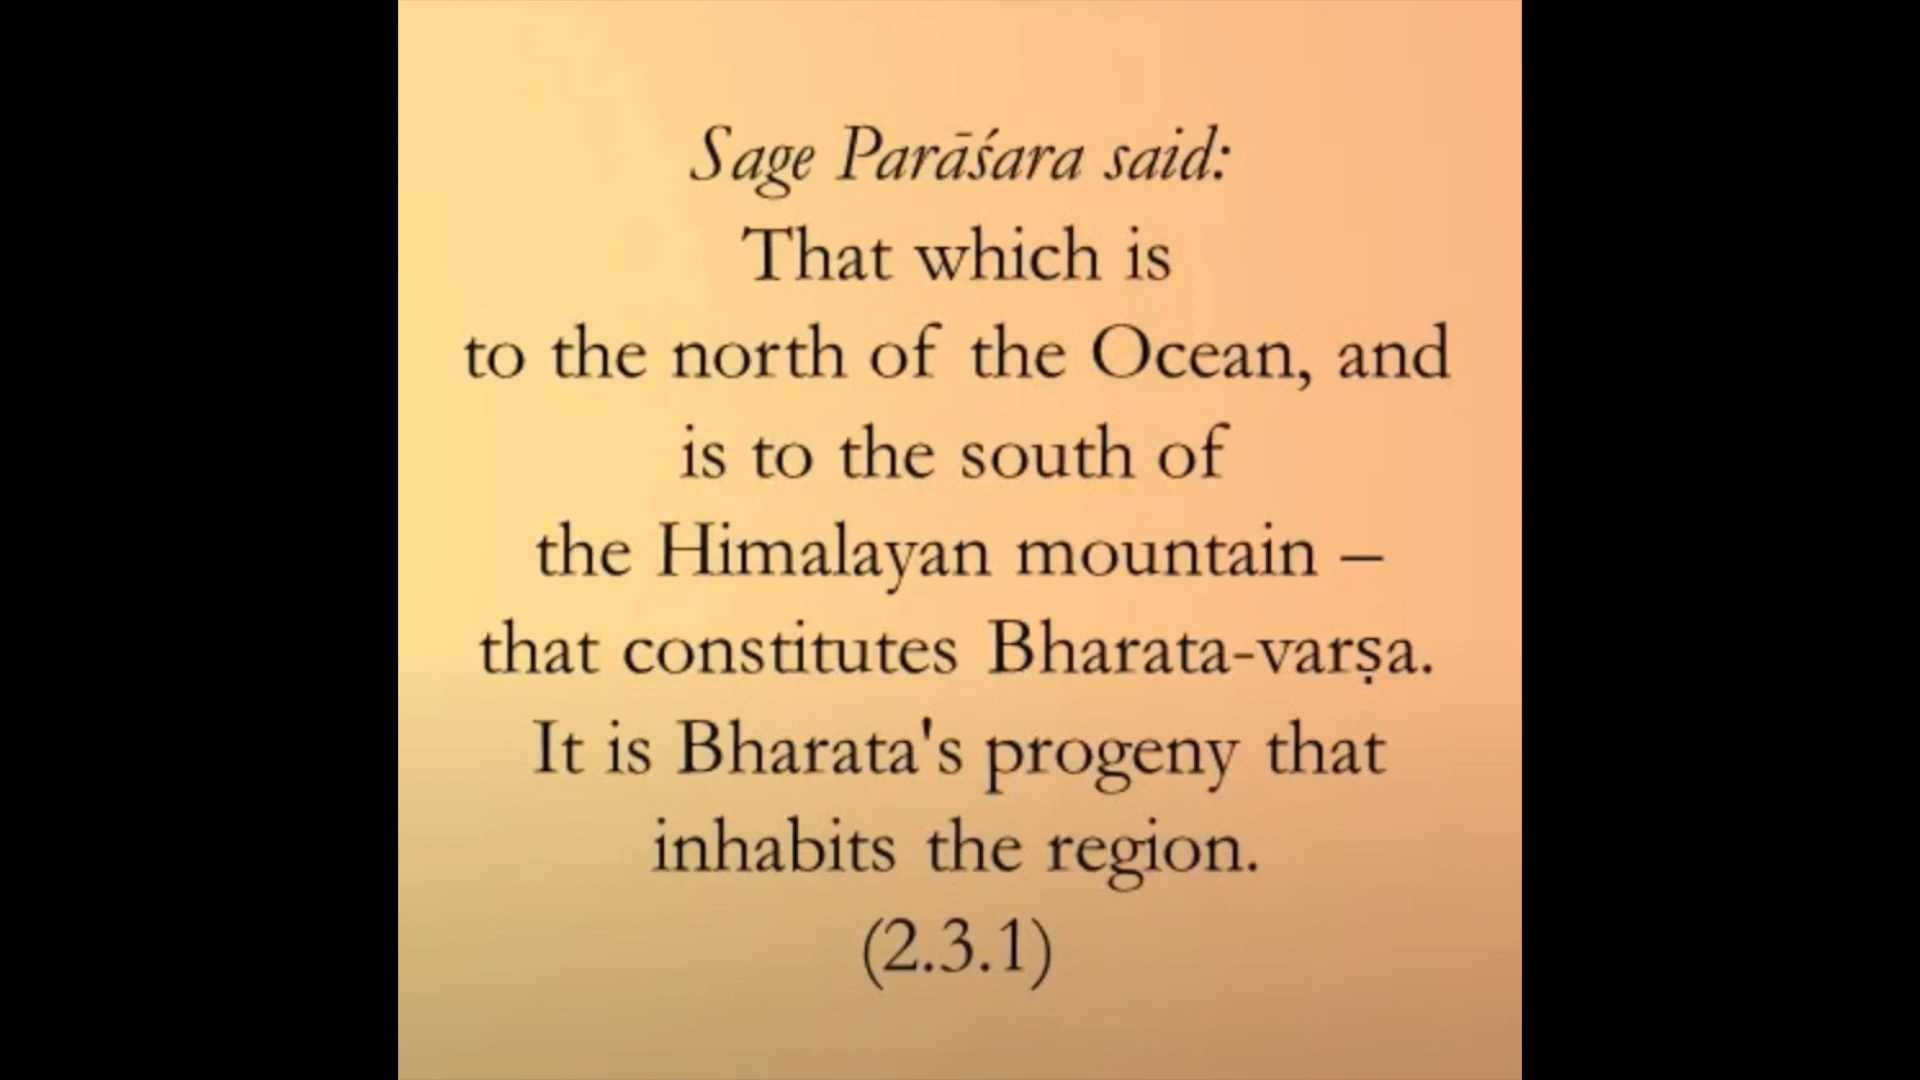 Sage Parāśara said:
That which is
to the north of the Ocean, and
is to the south of
the Himalayan mountain –
that constitutes Bharata-varṣa.
It is Bharata's progeny that
inhabits the region.
(2.3.1)